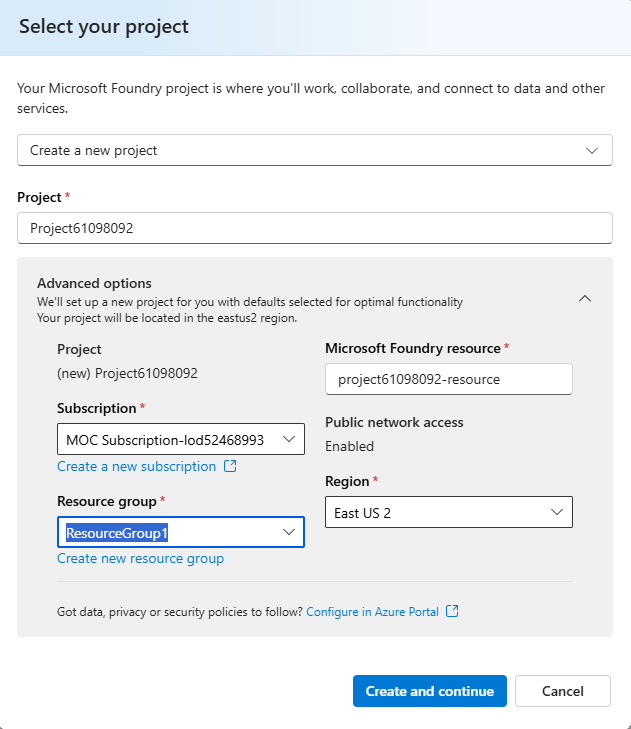 Select your project
Your Microsoft Foundry project is where you'll work, collaborate, and connect to data and other
services.
Create a new project
Project *
Project61098092
Advanced options
We'll set up a new project for you with defaults selected for optimal functionality
Your project will be located in the eastus2 region.
Project
(new) Project61098092
Subscription *
MOC Subscription-lod52468993
Create a new subscription
Resource group *
ResourceGroup1
Create new resource group
Microsoft Foundry resource *
project61098092-resource
Public network access
Enabled
Region *
East US 2
Got data, privacy or security policies to follow? Configure in Azure Portal
Create and continue
Cancel